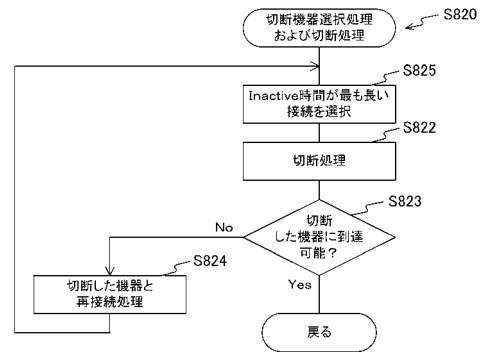 切断機器選択処理
および切断処理
S820
S825
Inactive時間が最も長い
接続を選択
S822
切断処理
S823
切断
した機器に到達
可能?
No
Yes
S824
切断した機器と
再接続処理
戻る